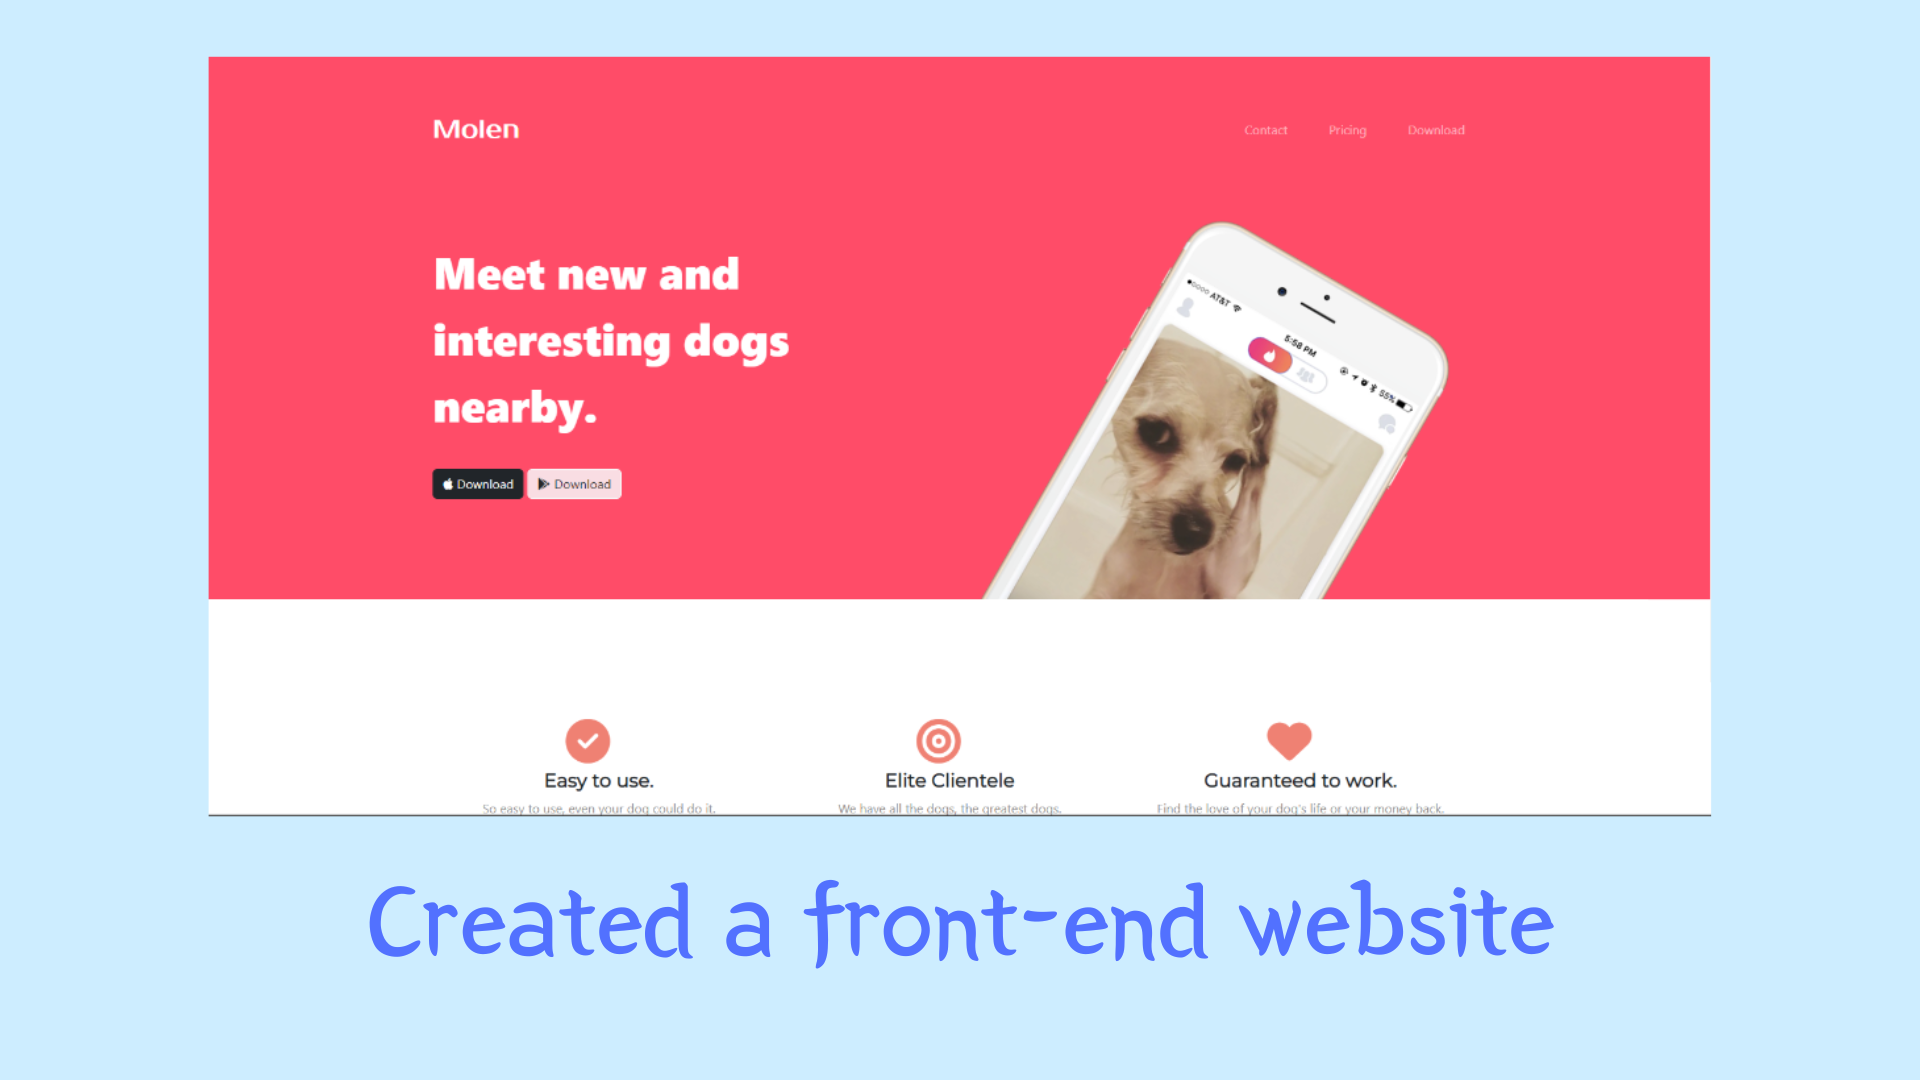 Molen
Contact Pricing Download
Meet new and
interesting dogs
nearby.
Download Download
AT&T
5:58 PM
55%
Easy to use. Elite Clientele Guaranteed to work.
So easy to use, even your dog could do it. We have all the dogs, the greatest dogs. Find the love of your dog's life or your money back.
Created a front-end website